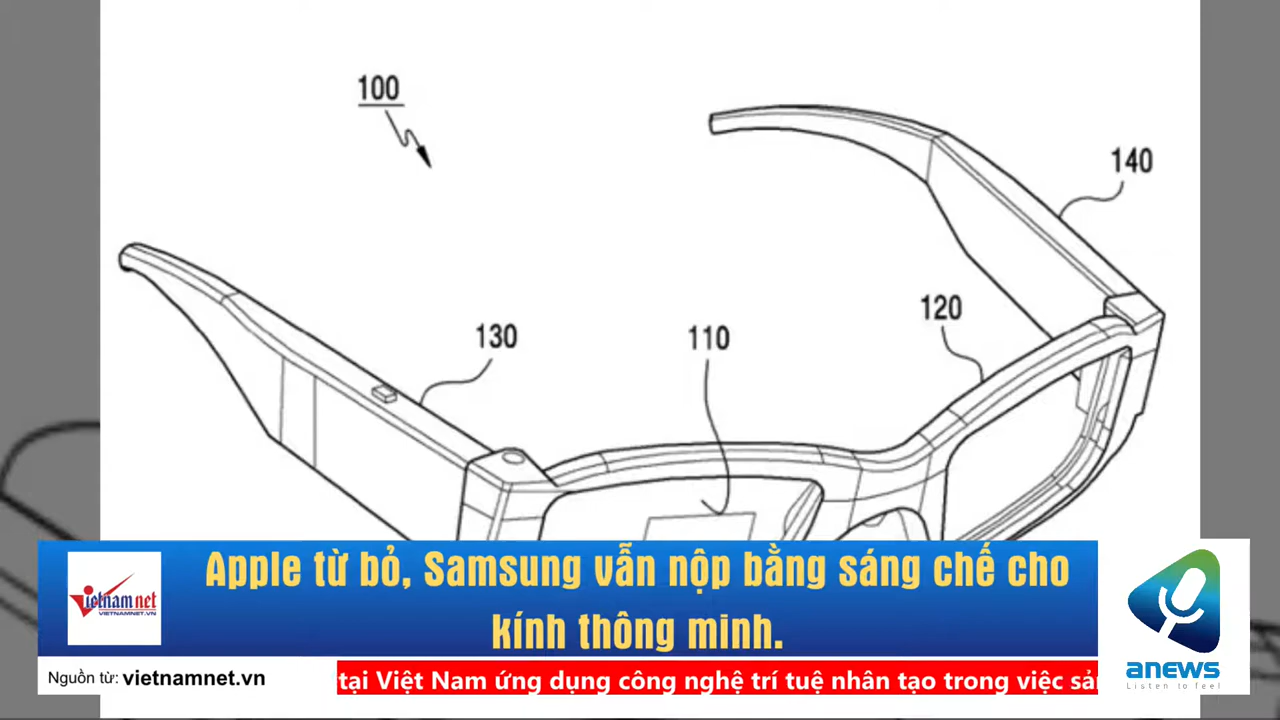 100
140
120
130
110
Apple từ bỏ, Samsung vẫn nộp bằng sáng chế cho
kính thông minh.
Vietnamnet
VIETNAMNET.VN
Nguồn từ: vietnamnet.vn
tại Việt Nam ứng dụng công nghệ trí tuệ nhân tạo trong việc
anews
Listen to feel